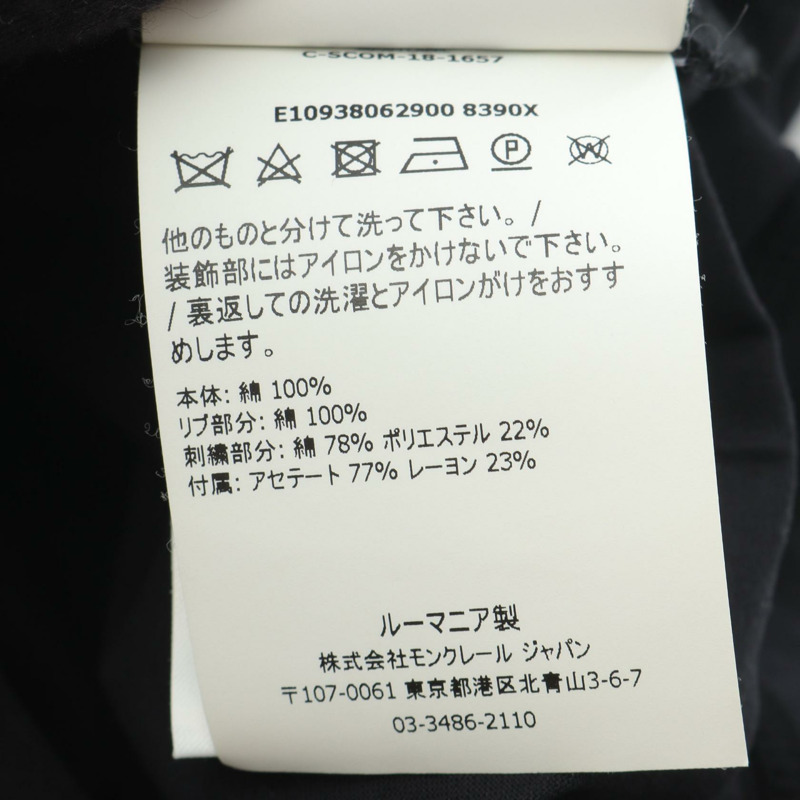 C-SCOM-18-1657
E10938062900 8390X
P W
他のものと分けて洗って下さい。/
装飾部にはアイロンをかけないで下さい。
/ 裏返しての洗濯とアイロンがけをおすす
めします。
本体: 綿 100%
リブ部分: 綿 100%
刺繍部分: 綿 78% ポリエステル 22%
付属: アセテート 77% レーヨン 23%
ルーマニア製
株式会社モンクレール ジャパン
〒107-0061 東京都港区北青山3-6-7
03-3486-2110